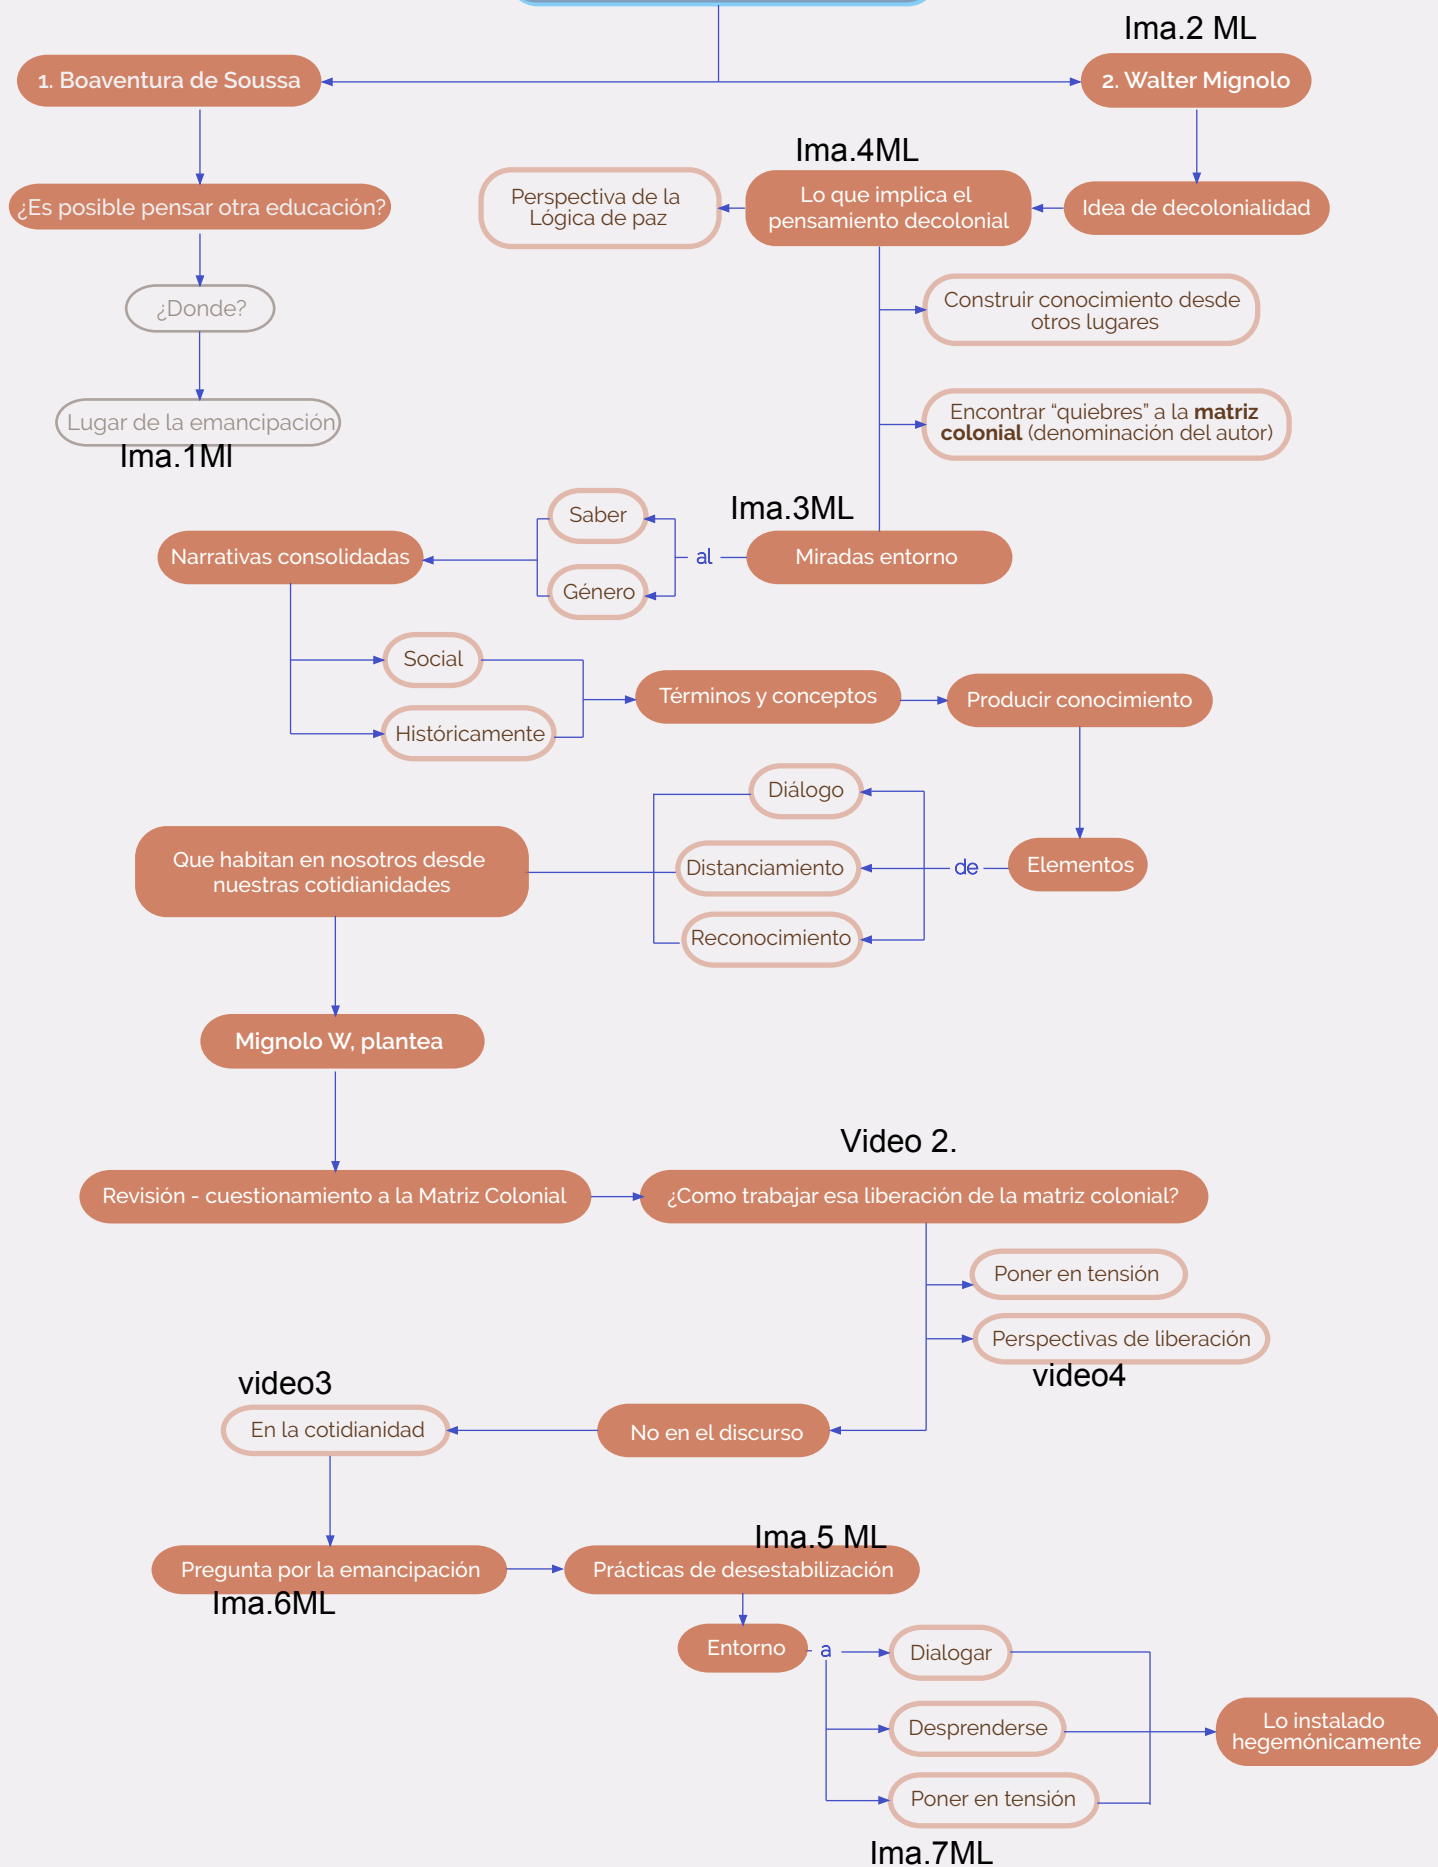 Ima.2 ML
1. Boaventura de Soussa
2. Walter Mignolo
Ima.4ML
¿Es posible pensar otra educación?
Perspectiva de la
Lógica de paz
Lo que implica el
pensamiento decolonial
Idea de decolonialidad
¿Donde?
Construir conocimiento desde
otros lugares
Lugar de la emancipación
Ima.1Ml
Encontrar “quiebres” a la matriz
colonial (denominación del autor)
Ima.3ML
Saber
Narrativas consolidadas
al
Miradas entorno
Género
Social
Términos y conceptos
Producir conocimiento
Históricamente
Diálogo
Que habitan en nosotros desde
nuestras cotidianidades
Distanciamiento
de
Elementos
Reconocimiento
Mignolo W, plantea
Video 2.
Revisión - cuestionamiento a la Matriz Colonial
¿Como trabajar esa liberación de la matriz colonial?
Poner en tensión
Perspectivas de liberación
video4
video3
En la cotidianidad
No en el discurso
Ima.5 ML
Pregunta por la emancipación
Ima.6ML
Prácticas de desestabilización
Entorno
a
Dialogar
Desprenderse
Lo instalado
hegemónicamente
Poner en tensión
Ima.7ML